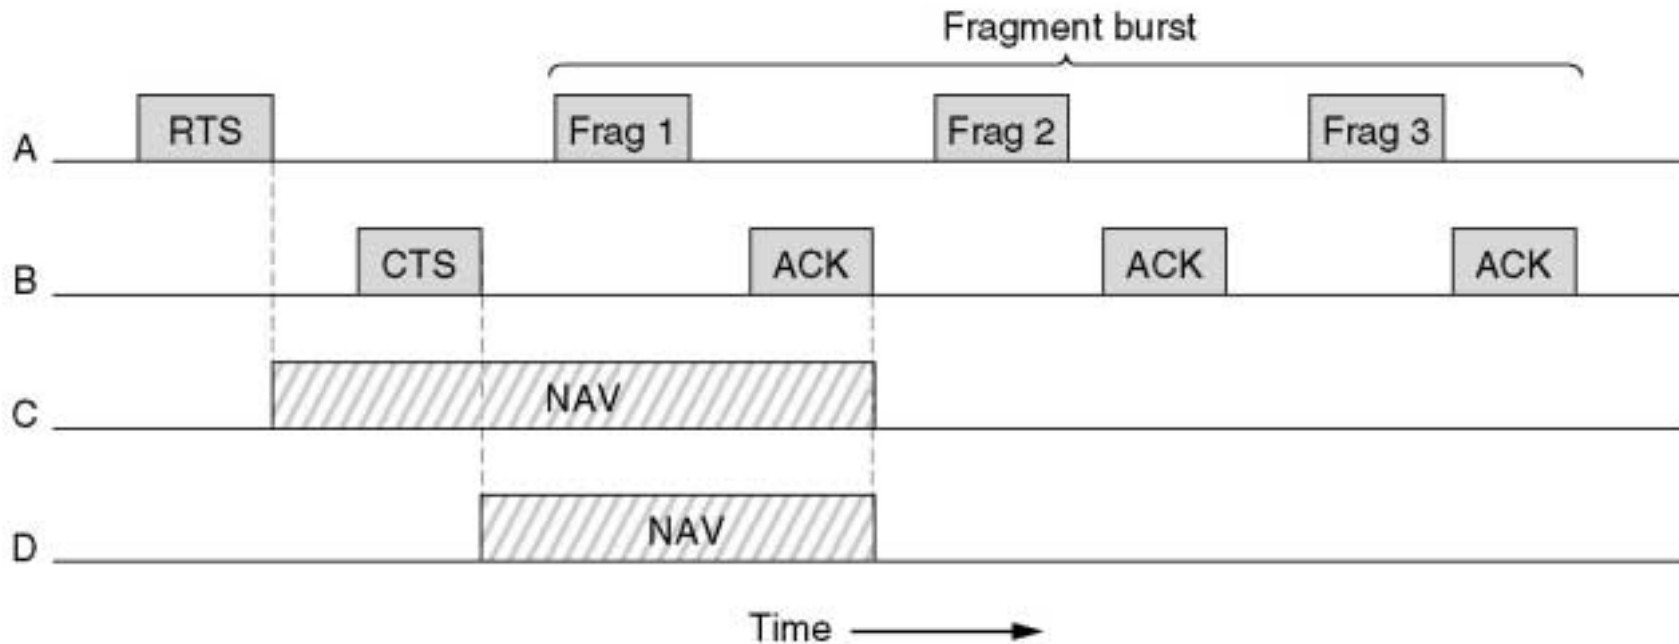 Fragment burst
A RTS Frag 1 Frag 2 Frag 3
B CTS ACK ACK ACK
C NAV
D NAV
Time